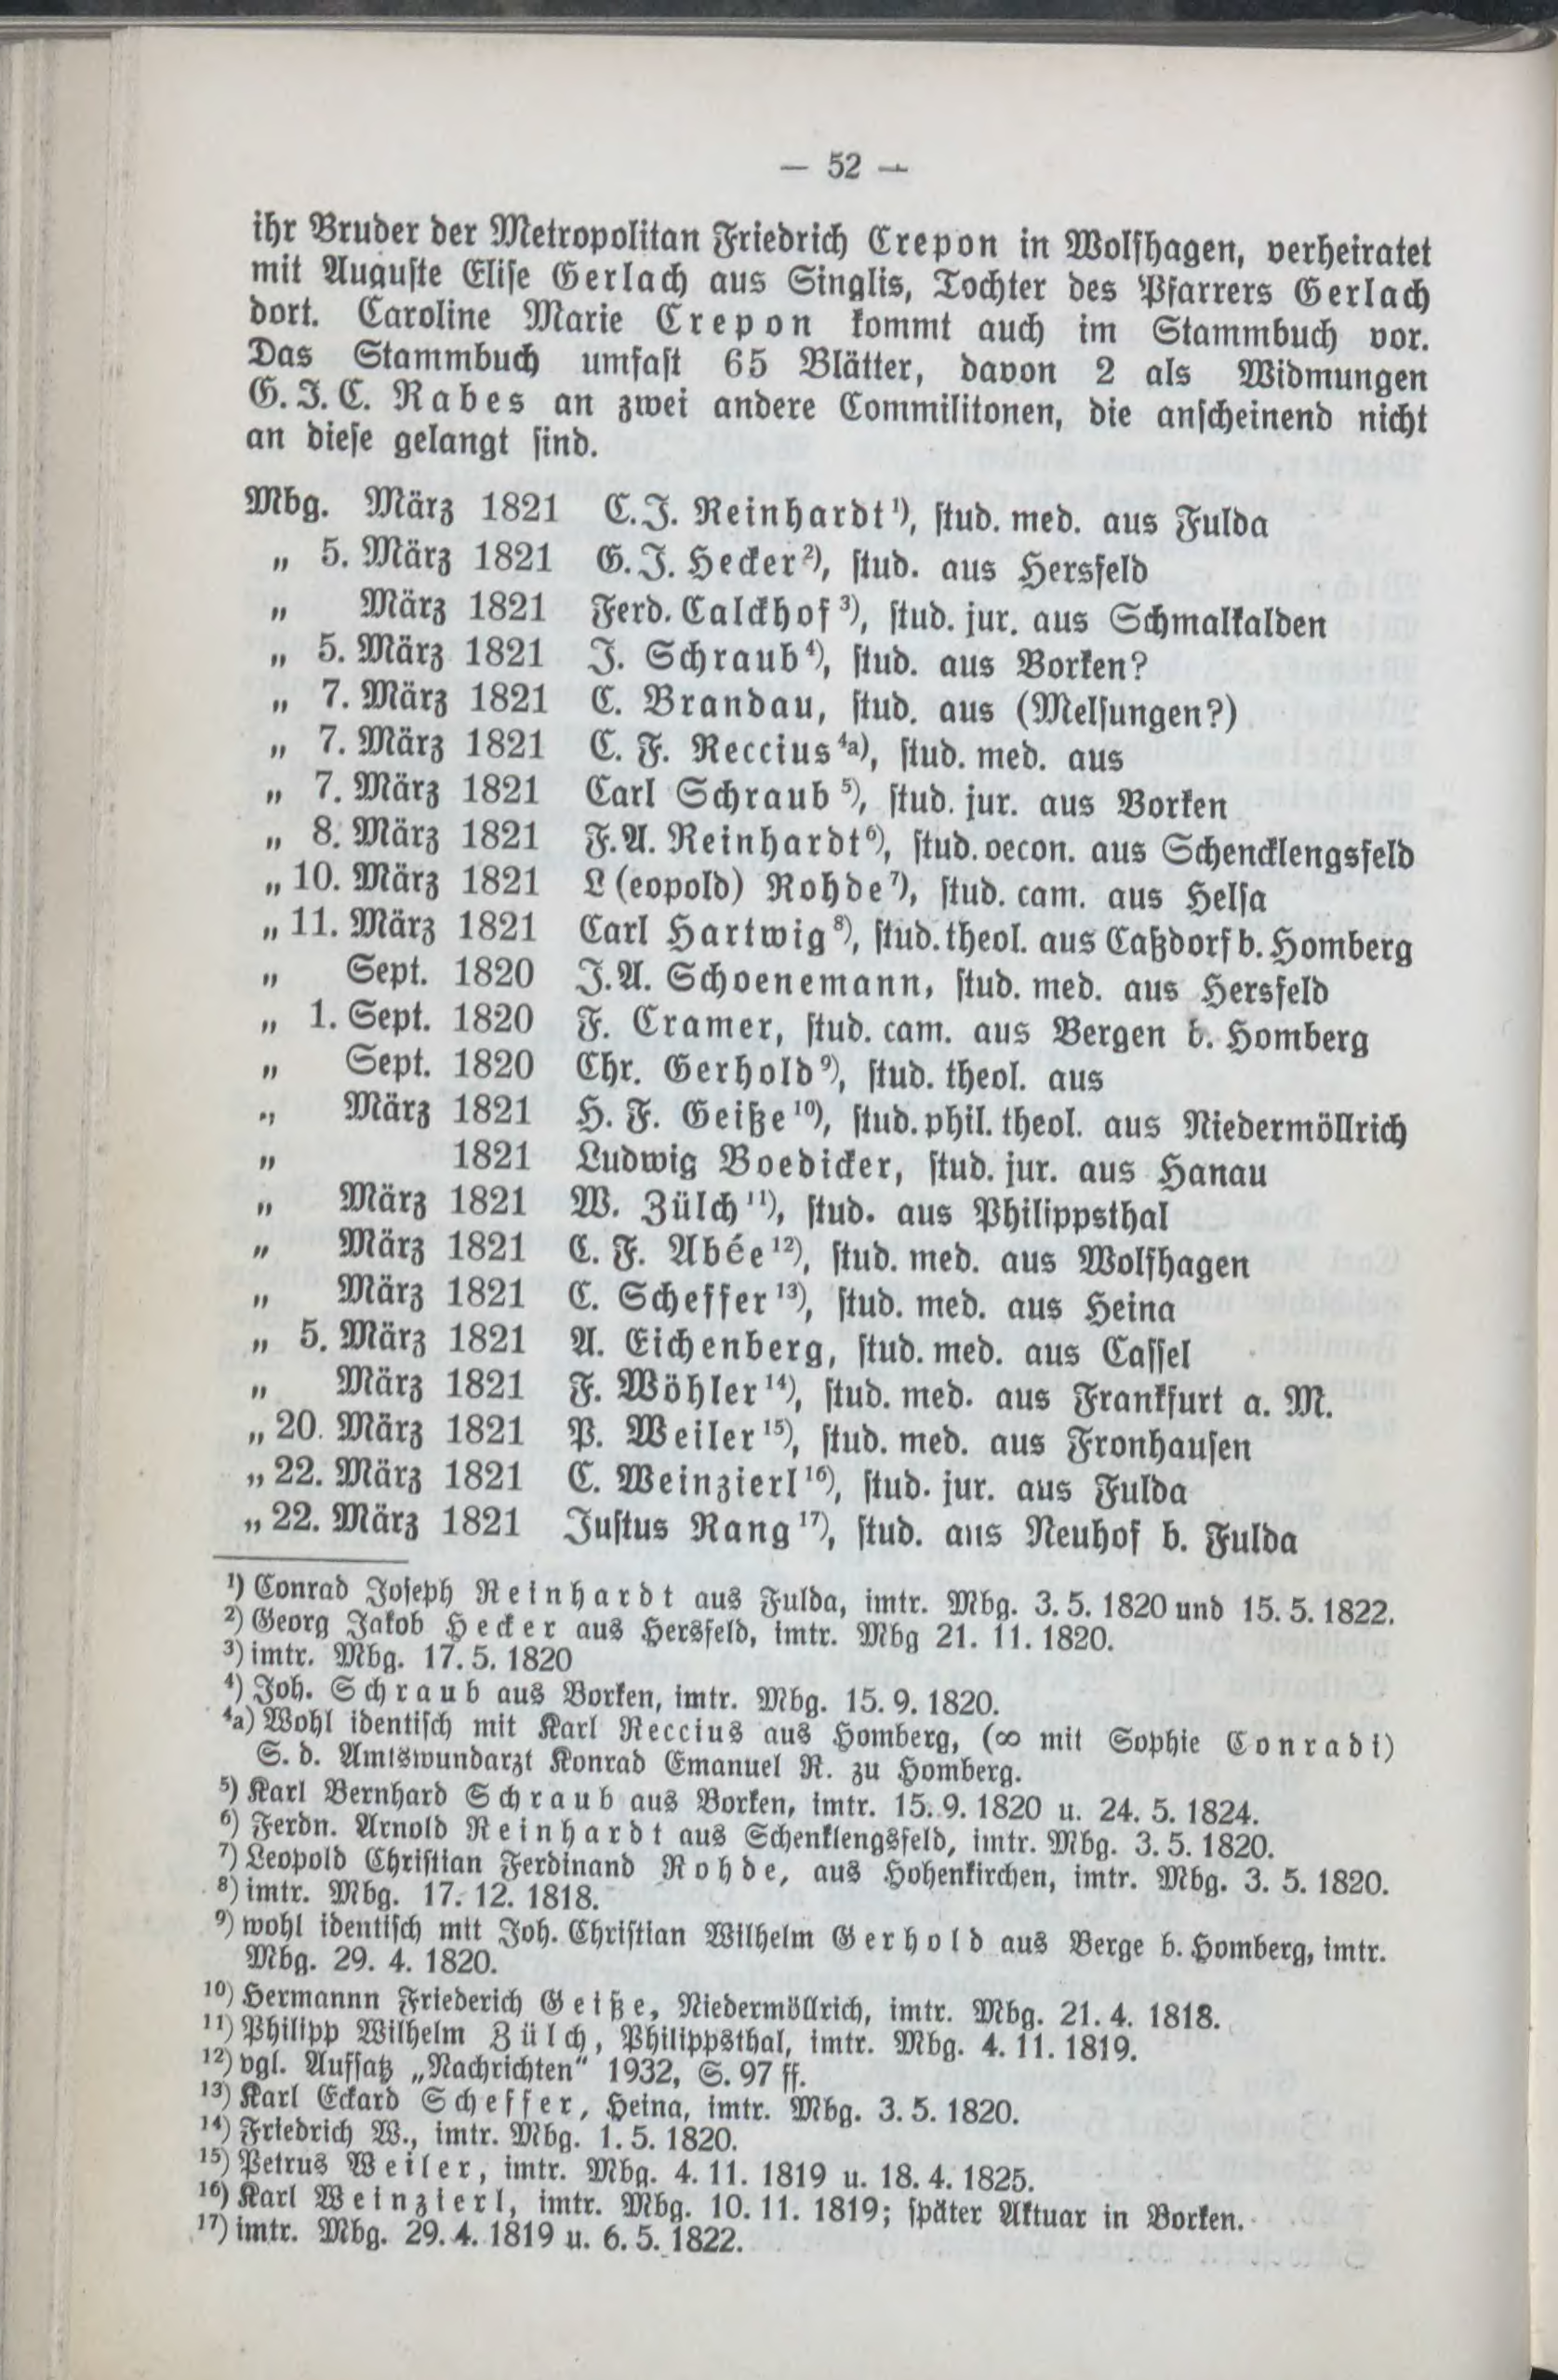 — 52 —
ihr Bruder der Metropolitan Friedrich Crepon in Wolfhagen, verheiratet
mit Auguste Elise Gerlach aus Singlis, Tochter des Pfarrers Gerlach
dort. Caroline Marie Crepon kommt auch im Stammbuch vor.
Das Stammbuch umfast 65 Blätter, davon 2 als Widmungen
G. J. C. Rabes an zwei andere Commilitonen, die anscheinend nicht
an diese gelangt sind.
Mbg. März 1821 C. J. Reinhardt¹), stud. med. aus Fulda
„ 5. März 1821 G. J. Hecker²), stud. aus Hersfeld
„ März 1821 Ferd. Calckhof³), stud. jur. aus Schmalkalden
„ 5. März 1821 J. Schraub⁴), stud. aus Borken?
„ 7. März 1821 C. Brandau, stud. aus (Melsungen?)
„ 7. März 1821 C. F. Reccius⁴a), stud. med. aus
„ 7. März 1821 Carl Schraub⁵), stud. jur. aus Borken
„ 8. März 1821 F. A. Reinhardt⁶), stud. oecon. aus Schencklengsfeld
„ 10. März 1821 L (eopold) Rohde⁷), stud. cam. aus Helsa
„ 11. März 1821 Carl Hartwig⁸), stud. theol. aus Caßdorf b. Homberg
„ Sept. 1820 J. A. Schoenemann, stud. med. aus Hersfeld
„ 1. Sept. 1820 F. Cramer, stud. cam. aus Bergen b. Homberg
„ Sept. 1820 Chr. Gerhold⁹), stud. theol. aus
„ März 1821 H. F. Geiße¹⁰), stud. phil. theol. aus Niedermöllrich
„ 1821 Ludwig Boedicker, stud. jur. aus Hanau
„ März 1821 W. Zülch¹¹), stud. aus Philippsthal
„ März 1821 C. F. Abée¹²), stud. med. aus Wolfhagen
„ März 1821 C. Scheffer¹³), stud. med. aus Heina
„ 5. März 1821 A. Eichenberg, stud. med. aus Cassel
„ März 1821 F. Wöhler¹⁴), stud. med. aus Frankfurt a. M.
„ 20. März 1821 P. Weiler¹⁵), stud. med. aus Fronhausen
„ 22. März 1821 C. Weinzierl¹⁶), stud. jur. aus Fulda
„ 22. März 1821 Justus Rang¹⁷), stud. aus Neuhof b. Fulda
¹) Conrad Joseph Reinhardt aus Fulda, imtr. Mbg. 3. 5. 1820 und 15. 5. 1822.
²) Georg Jakob Hecker aus Hersfeld, imtr. Mbg 21. 11. 1820.
³) imtr. Mbg. 17. 5. 1820
⁴) Joh. Schraub aus Borken, imtr. Mbg. 15. 9. 1820.
⁴a) Wohl identisch mit Karl Reccius aus Homberg, (∞ mit Sophie Conradi)
S. d. Amtswundarzt Konrad Emanuel R. zu Homberg.
⁵) Karl Bernhard Schraub aus Borken, imtr. 15. 9. 1820 u. 24. 5. 1824.
⁶) Ferdn. Arnold Reinhardt aus Schenklengsfeld, imtr. Mbg. 3. 5. 1820.
⁷) Leopold Christian Ferdinand Rohde, aus Hohenkirchen, imtr. Mbg. 3. 5. 1820.
⁸) imtr. Mbg. 17. 12. 1818.
⁹) wohl identisch mit Joh. Christian Wilhelm Gerhold aus Berge b. Homberg, imtr.
Mbg. 29. 4. 1820.
¹⁰) Hermannn Friederich Geiße, Niedermöllrich, imtr. Mbg. 21. 4. 1818.
¹¹) Philipp Wilhelm Zülch, Philippsthal, imtr. Mbg. 4. 11. 1819.
¹²) vgl. Aufsatz „Nachrichten“ 1932, S. 97 ff.
¹³) Karl Eckard Scheffer, Heina, imtr. Mbg. 3. 5. 1820.
¹⁴) Friedrich W., imtr. Mbg. 1. 5. 1820.
¹⁵) Petrus Weiler, imtr. Mbg. 4. 11. 1819 u. 18. 4. 1825.
¹⁶) Karl Weinzierl, imtr. Mbg. 10. 11. 1819; später Aktuar in Borken.
¹⁷) imtr. Mbg. 29. 4. 1819 u. 6. 5. 1822.